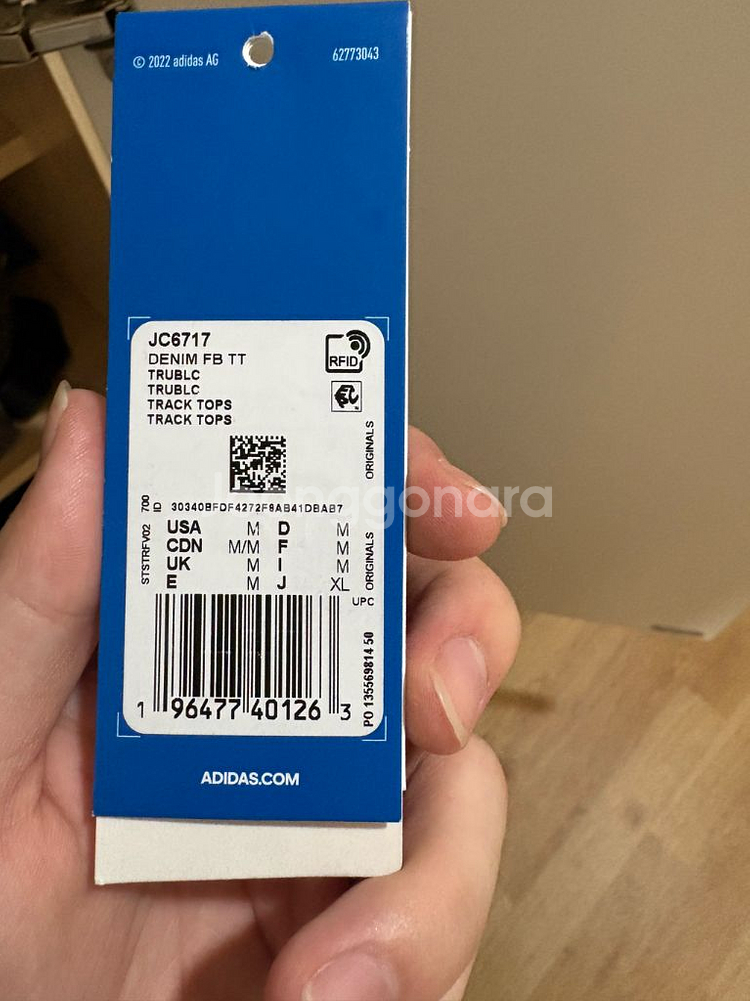 © 2022 adidas AG
62773043
JC6717
DENIM FB TT
TRUBLC
TRUBLC
TRACK TOPS
TRACK TOPS
RFID
ORIGINALS
ID 30340BFDF4272F6AB41DBAB7
STSTRFV02 700
USA M D M
CDN M/M F M
UK M I M
E M J XL
ORIGINALS
UPC
PO 135569814 50
1 96477 40126 3
ADIDAS.COM